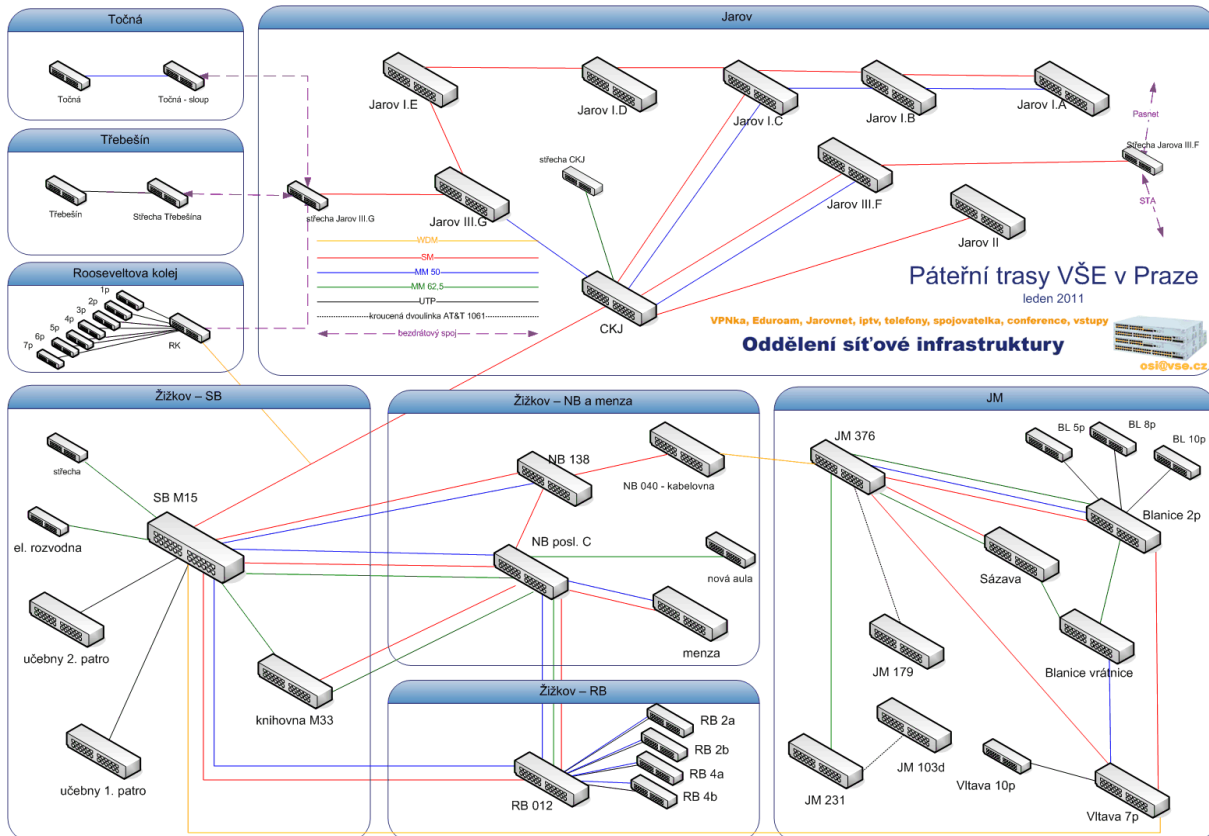 Točná
Točná
Točná - sloup
Třebešín
Třebešín
Střecha Třebešína
Rooseveltova kolej
1p
2p
3p
4p
5p
6p
7p
RK
Jarov
Jarov I.E
Jarov I.D
Jarov I.C
Jarov I.B
Jarov I.A
Pasnet
Střecha Jarova III.F
STA
střecha CKJ
střecha Jarov III.G
Jarov III.G
Jarov III.F
Jarov II
CKJ
WDM
SM
MM 50
MM 62,5
UTP
kroucená dvoulinka AT&T 1061
bezdrátový spoj
Páteřní trasy VŠE v Praze
leden 2011
VPNka, Eduroam, Jarovnet, iptv, telefony, spojovatelka, conference, vstupy
Oddělení síťové infrastruktury
osi@vse.cz
Žižkov – SB
střecha
SB M15
el. rozvodna
učebny 2. patro
knihovna M33
učebny 1. patro
Žižkov – NB a menza
NB 138
NB 040 - kabelovna
NB posl. C
nová aula
menza
Žižkov – RB
RB 2a
RB 2b
RB 4a
RB 4b
RB 012
JM
JM 376
BL 5p
BL 8p
BL 10p
Blanice 2p
Sázava
JM 179
Blanice vrátnice
JM 103d
JM 231
Vltava 10p
Vltava 7p